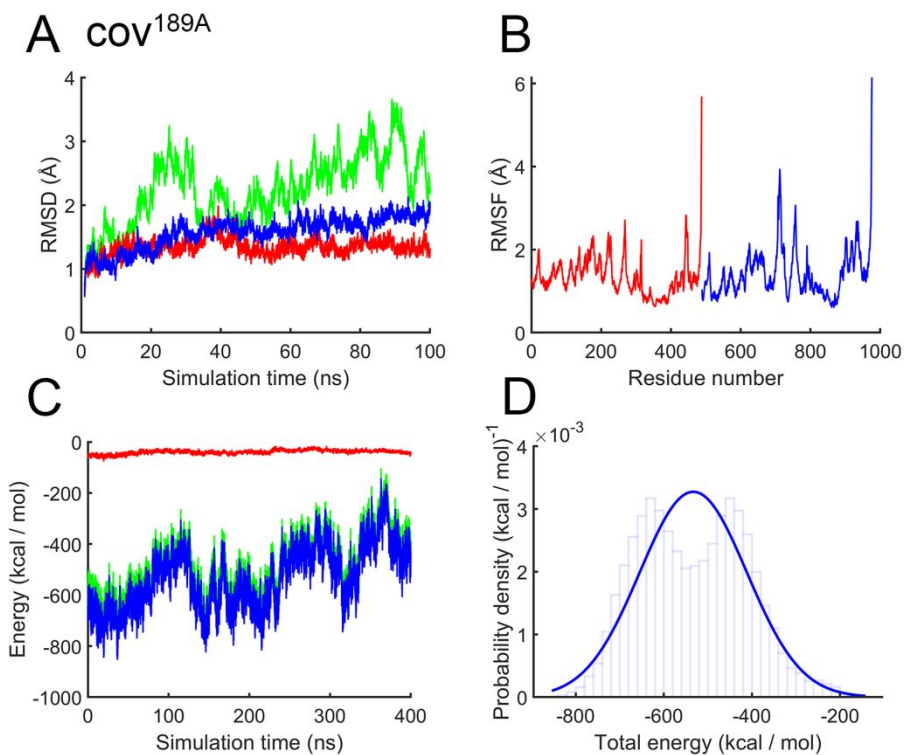 A cov^189A
RMSD (Å)
4
3
2
1
0
0 20 40 60 80 100
Simulation time (ns)
B
RMSF (Å)
6
4
2
0
0 200 400 600 800 1000
Residue number
C
Energy (kcal / mol)
0
-200
-400
-600
-800
-1000
0 100 200 300 400
Simulation time (ns)
D
Probability density (kcal / mol)^-1
×10^-3
4
3
2
1
0
-800 -600 -400 -200
Total energy (kcal / mol)